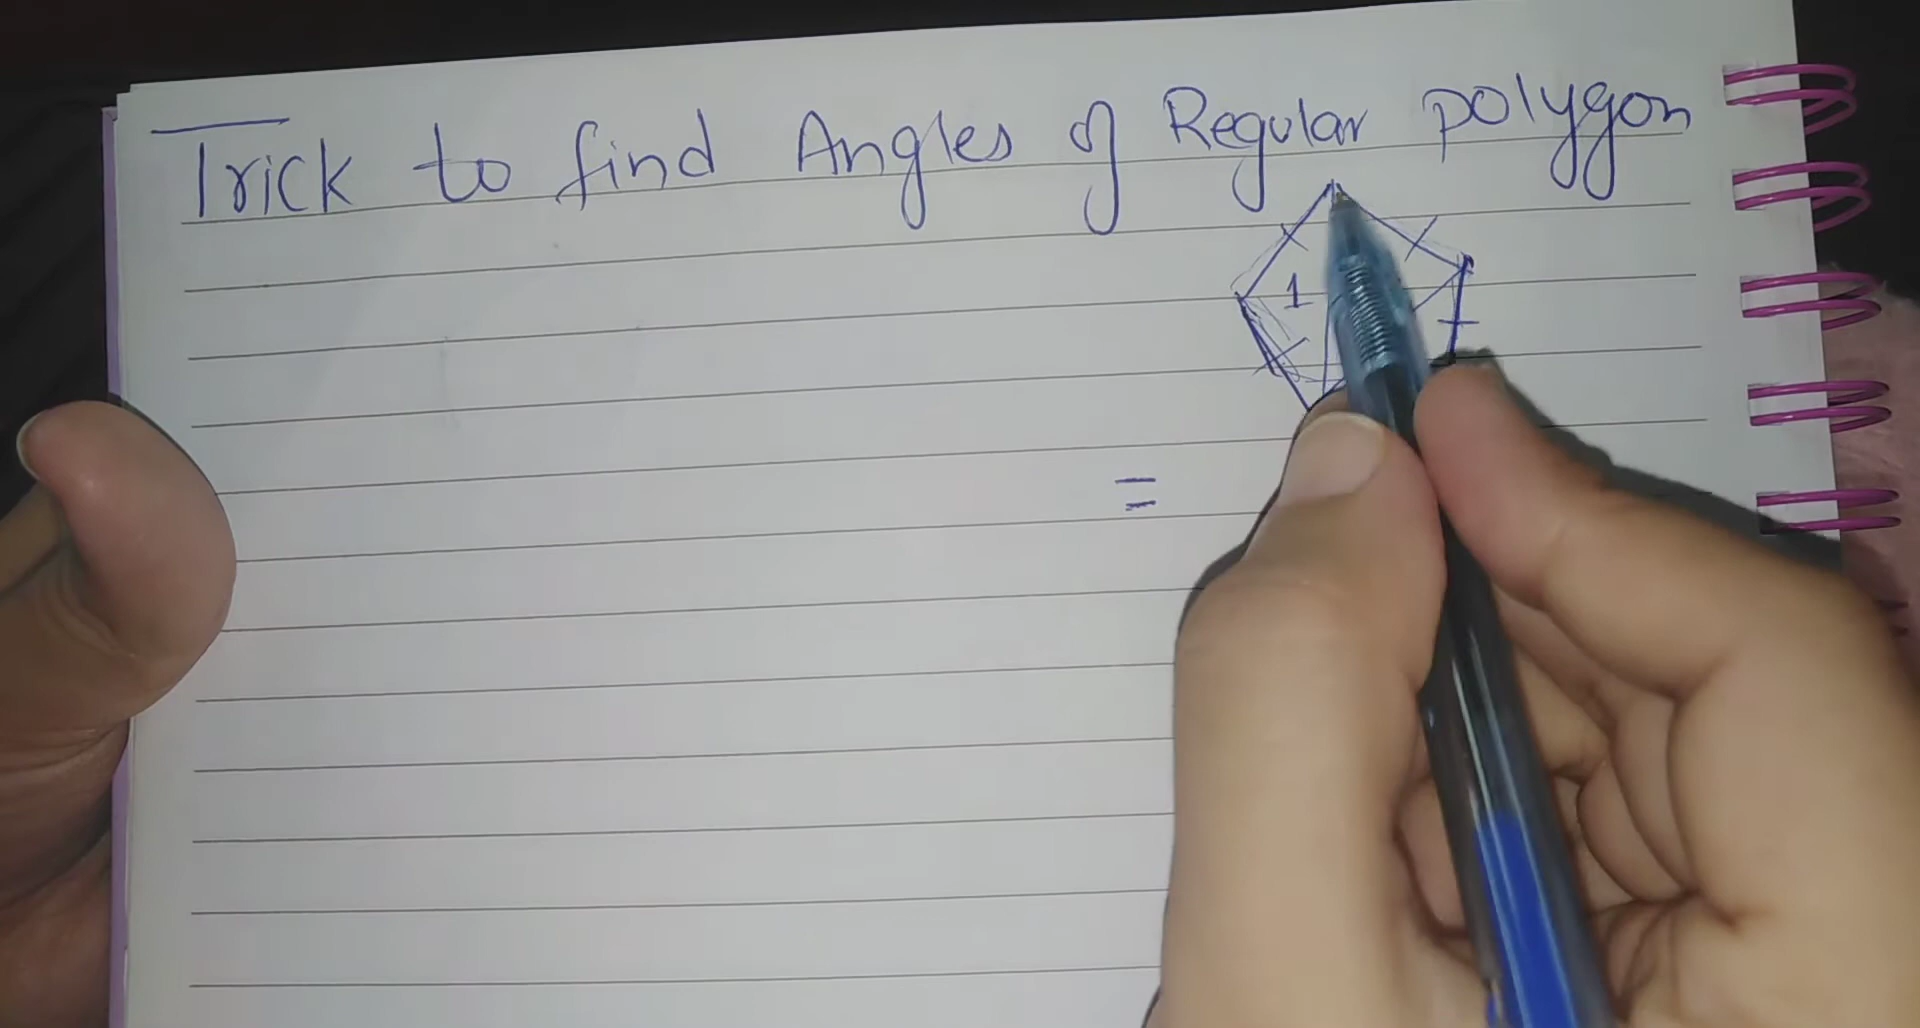 Trick to find Angles of Regular polygon
1
=